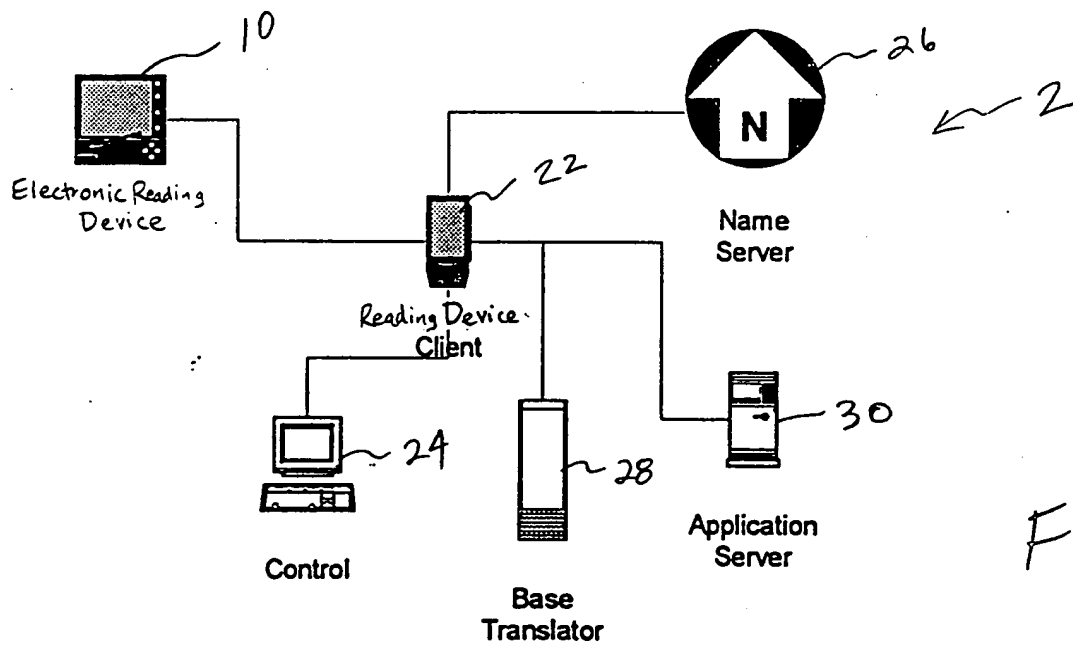 10
26
2
N
Electronic Reading
Device
22
Name
Server
Reading Device
Client
24
28
30
Control
Application
Server
F
Base
Translator